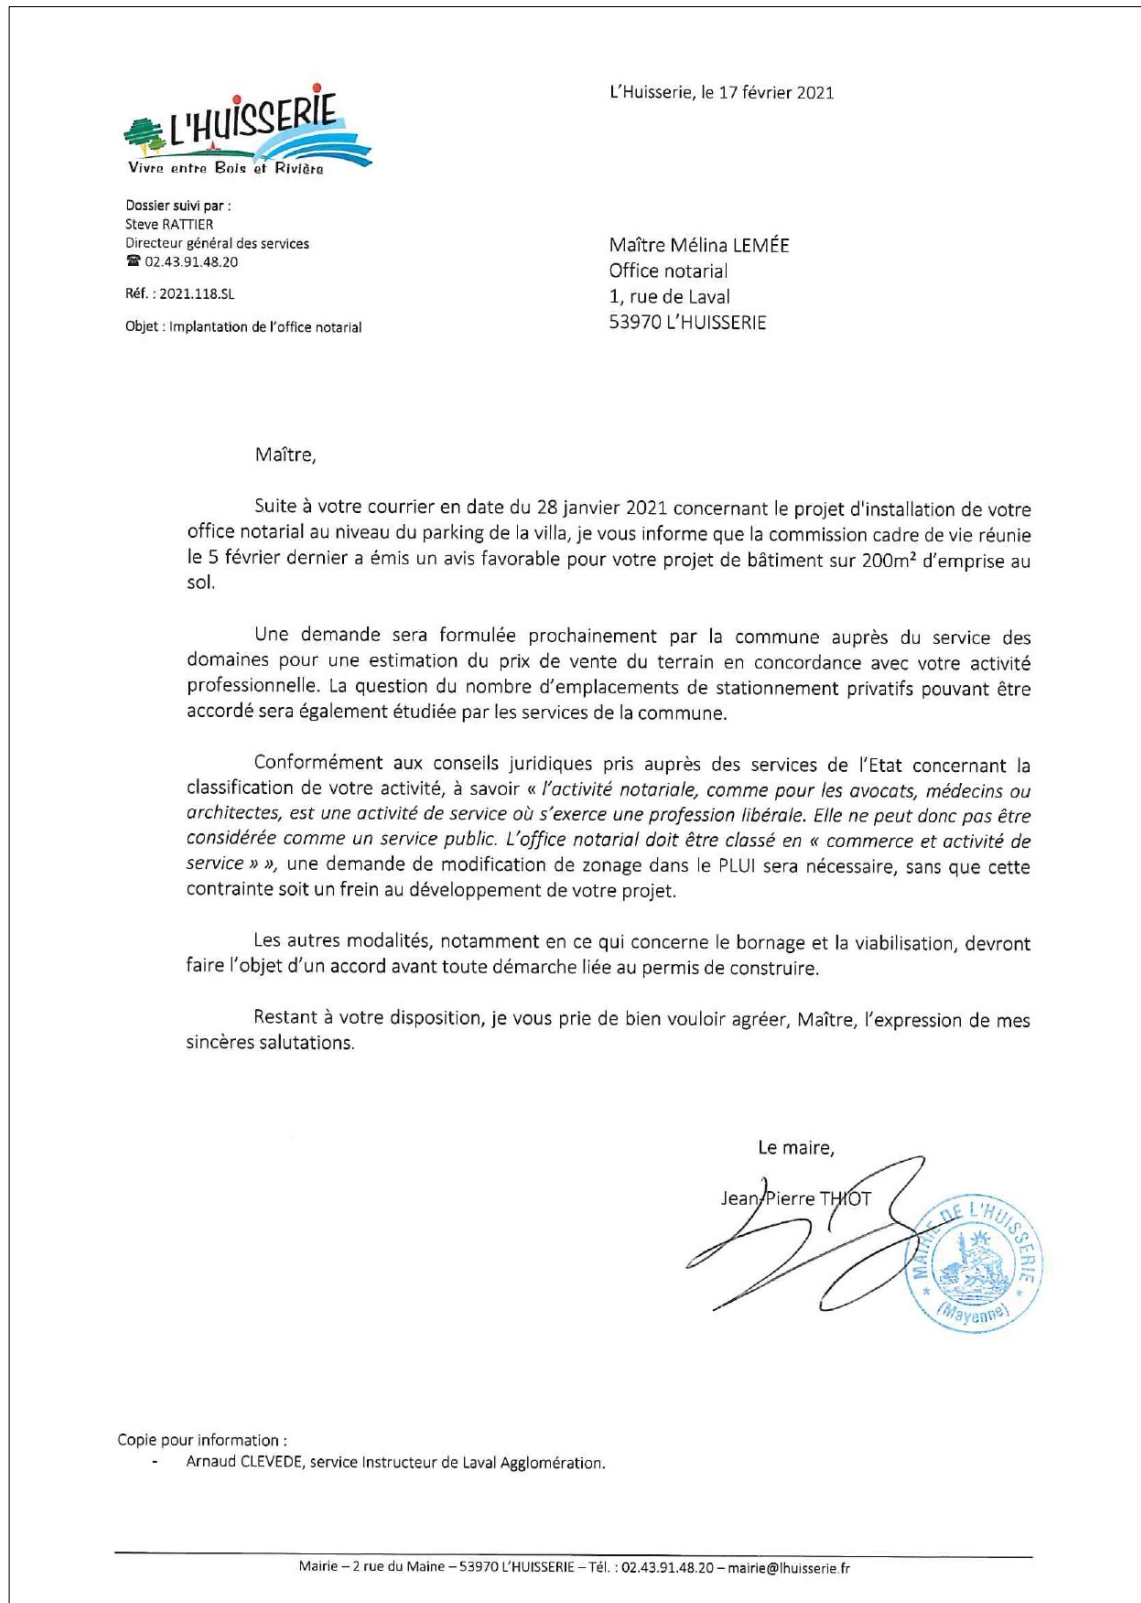 L'HUISSERIE
Vivre entre Bois et Rivière
L'Huisserie, le 17 février 2021
Dossier suivi par :
Steve RATTIER
Directeur général des services
☎ 02.43.91.48.20
Réf. : 2021.118.SL
Objet : Implantation de l'office notarial
Maître Mélina LEMÉE
Office notarial
1, rue de Laval
53970 L'HUISSERIE
Maître,
Suite à votre courrier en date du 28 janvier 2021 concernant le projet d'installation de votre
office notarial au niveau du parking de la villa, je vous informe que la commission cadre de vie réunie
le 5 février dernier a émis un avis favorable pour votre projet de bâtiment sur 200m² d'emprise au
sol.
Une demande sera formulée prochainement par la commune auprès du service des
domaines pour une estimation du prix de vente du terrain en concordance avec votre activité
professionnelle. La question du nombre d'emplacements de stationnement privatifs pouvant être
accordé sera également étudiée par les services de la commune.
Conformément aux conseils juridiques pris auprès des services de l'Etat concernant la
classification de votre activité, à savoir « l'activité notariale, comme pour les avocats, médecins ou
architectes, est une activité de service où s'exerce une profession libérale. Elle ne peut donc pas être
considérée comme un service public. L'office notarial doit être classé en « commerce et activité de
service » », une demande de modification de zonage dans le PLUI sera nécessaire, sans que cette
contrainte soit un frein au développement de votre projet.
Les autres modalités, notamment en ce qui concerne le bornage et la viabilisation, devront
faire l'objet d'un accord avant toute démarche liée au permis de construire.
Restant à votre disposition, je vous prie de bien vouloir agréer, Maître, l'expression de mes
sincères salutations.
Le maire,
Jean-Pierre THIOT
MAIRIE DE L'HUISSERIE
(Mayenne)
Copie pour information :
- Arnaud CLEVEDE, service Instructeur de Laval Agglomération.
Mairie – 2 rue du Maine – 53970 L'HUISSERIE – Tél. : 02.43.91.48.20 – mairie@lhuisserie.fr